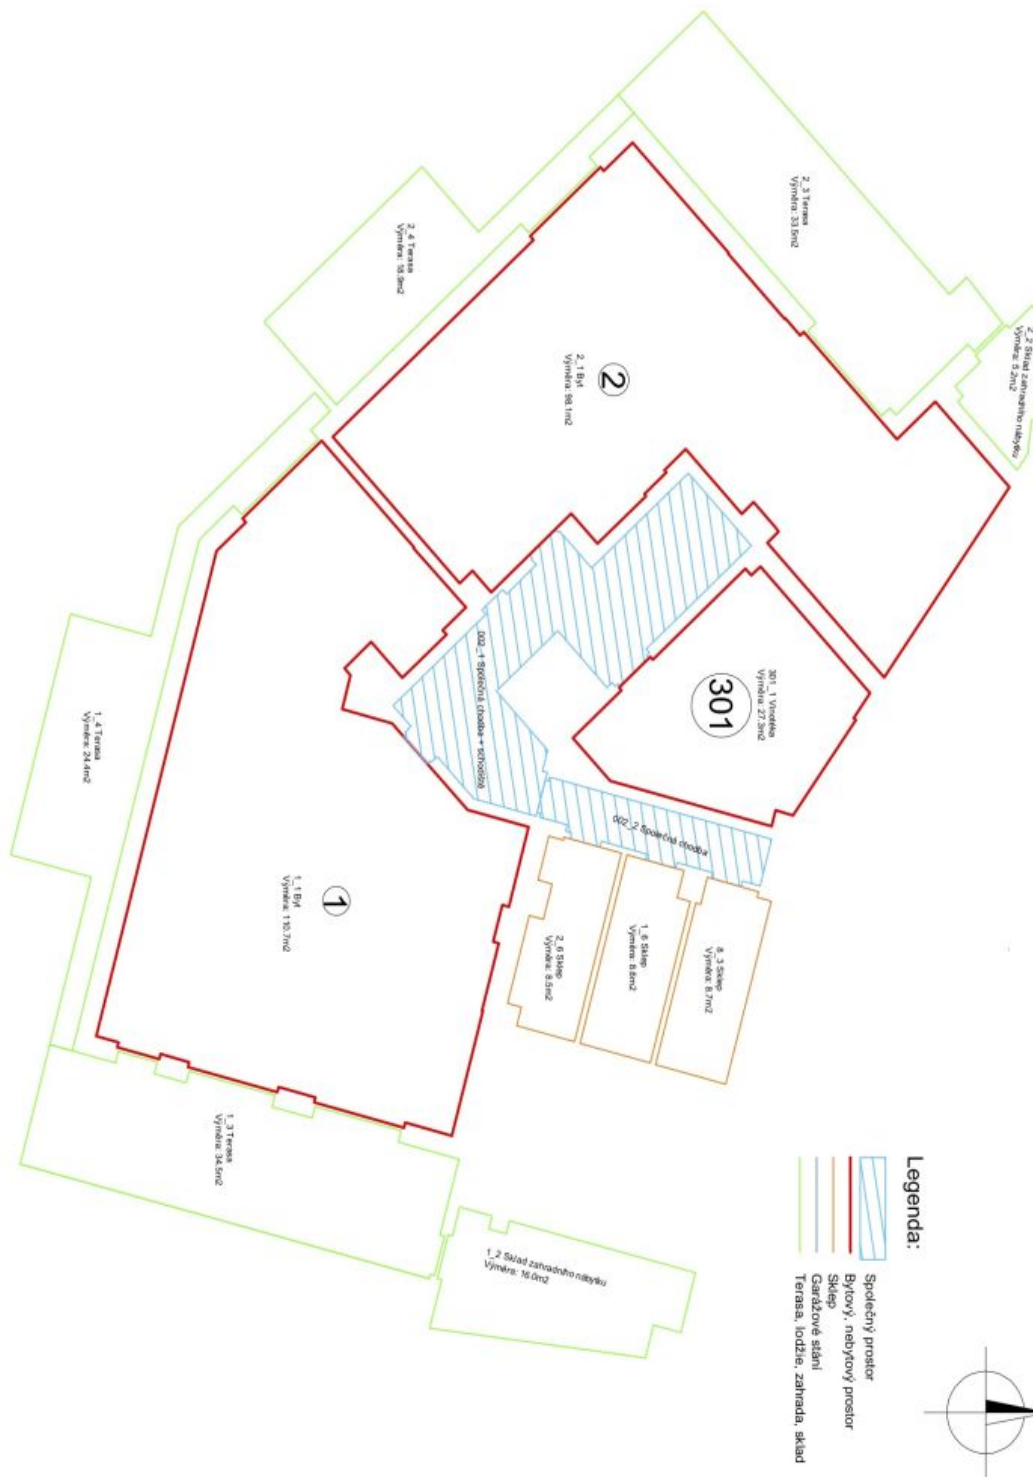 2_3 Terasa
Výměra: 33.5m2
2_4 Terasa
Výměra: 18.9m2
2_2 Sklad zahradního nábytku
Výměra: 5.2m2
2
2_1 Byt
Výměra: 98.1m2
301
301_1 Vinotéka
Výměra: 27.3m2
002_1 Společná chodba + schodiště
002_2 Společná chodba
1_4 Terasa
Výměra: 24.4m2
1
1_1 Byt
Výměra: 110.7m2
2_6 Sklep
Výměra: 8.5m2
1_6 Sklep
Výměra: 8.8m2
8_3 Sklep
Výměra: 8.7m2
1_3 Terasa
Výměra: 34.5m2
1_2 Sklad zahradního nábytku
Výměra: 16.0m2
Legenda:
Společný prostor
Bytový, nebytový prostor
Sklep
Garážové stání
Terasa, lodžie, zahrada, sklad